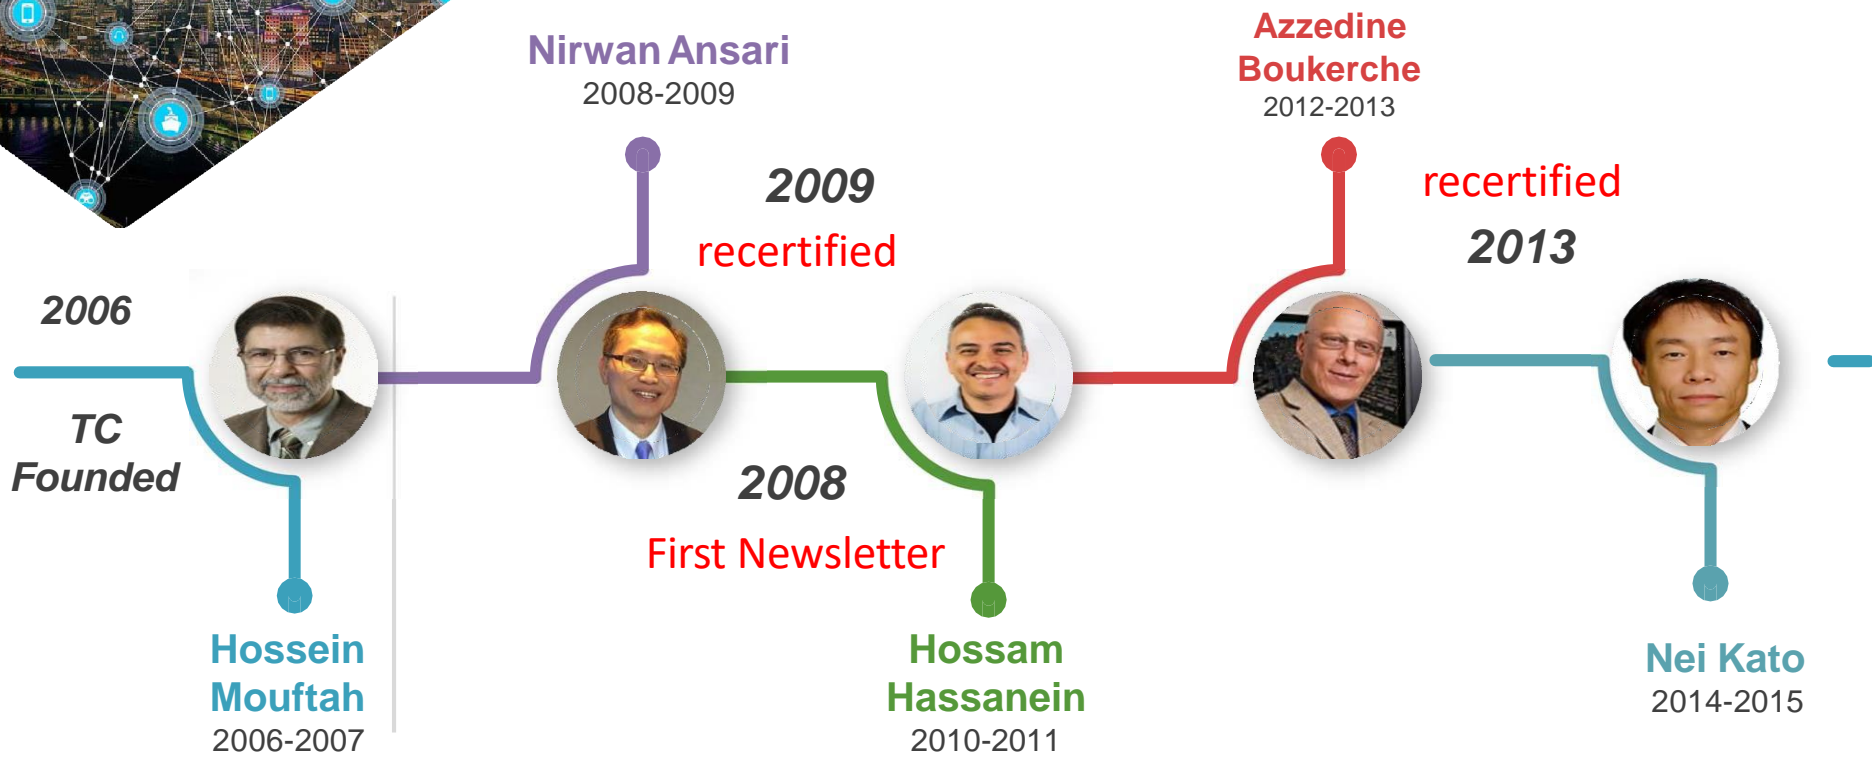 Nirwan Ansari
2008-2009
Azzedine
Boukerche
2012-2013
2009
recertified
recertified
2013
2006
TC
Founded
2008
First Newsletter
Hossein
Mouftah
2006-2007
Hossam
Hassanein
2010-2011
Nei Kato
2014-2015